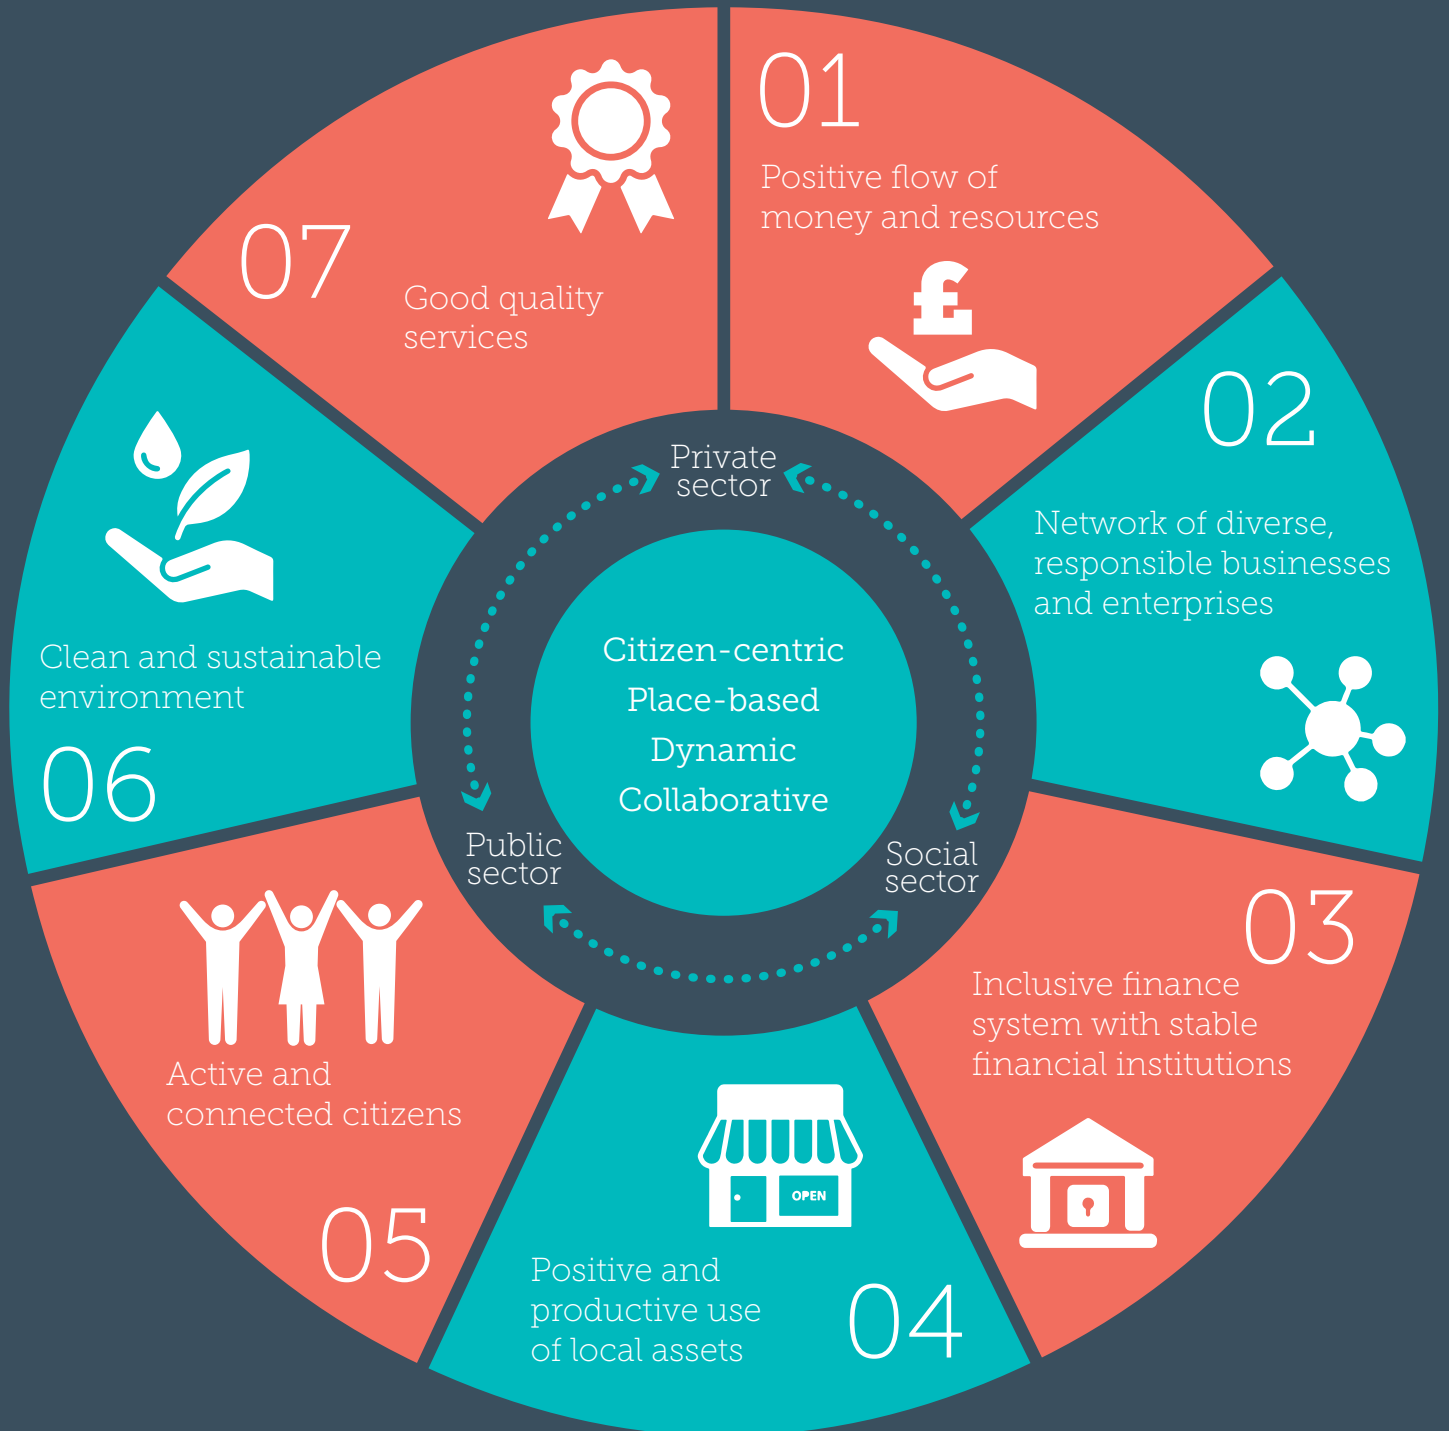 01
Positive flow of
money and resources
£
02
Network of diverse,
responsible businesses
and enterprises
03
Inclusive finance
system with stable
financial institutions
OPEN
Positive and
productive use
of local assets
04
Active and
connected citizens
05
Clean and sustainable
environment
06
07
Good quality
services
Private
sector
Social
sector
Public
sector
Citizen-centric
Place-based
Dynamic
Collaborative